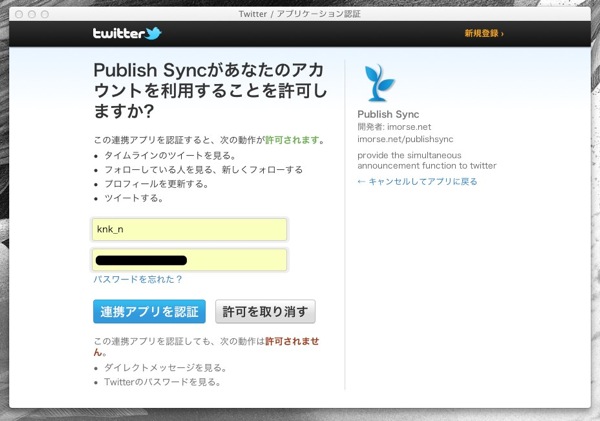 Twitter / アプリケーション認証
twitter
新規登録 ›
Publish Syncがあなたのアカ
ウントを利用することを許可し
ますか?
この連携アプリを認証すると、次の動作が許可されます。
• タイムラインのツイートを見る。
• フォローしている人を見る、新しくフォローする
• プロフィールを更新する。
• ツイートする。
knk_n
パスワードを忘れた？
連携アプリを認証
許可を取り消す
この連携アプリを認証しても、次の動作は許可されませ
ん。
• ダイレクトメッセージを見る。
• Twitterのパスワードを見る。
Publish Sync
開発者: imorse.net
imorse.net/publishsync
provide the simultaneous
announcement function to twitter
← キャンセルしてアプリに戻る